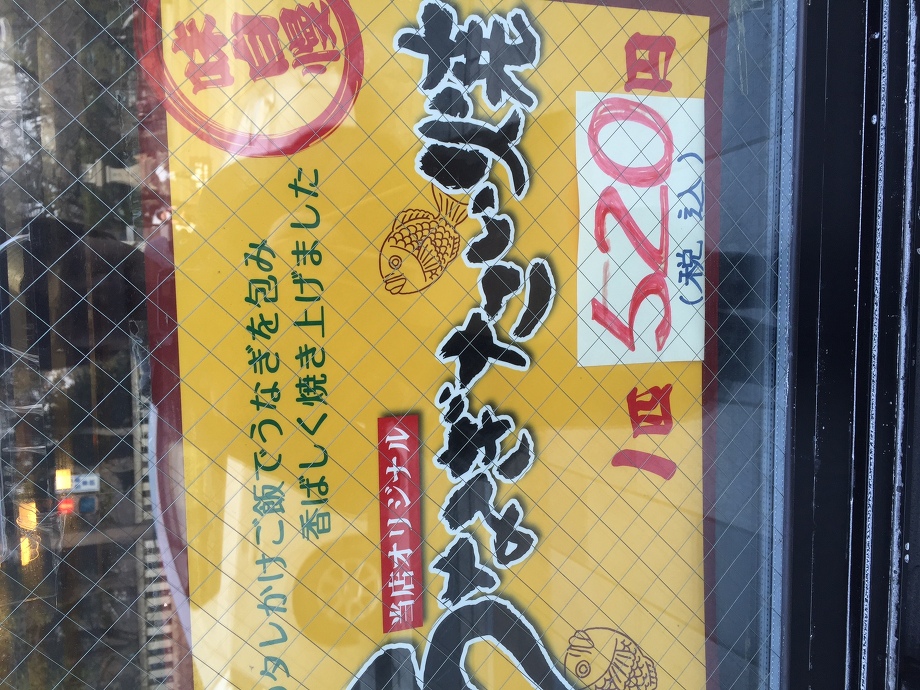 味自慢
タレかけご飯でうなぎを包み
香ばしく焼き上げました
当店オリジナル
うなぎたい焼
1匹 520円
(税込)